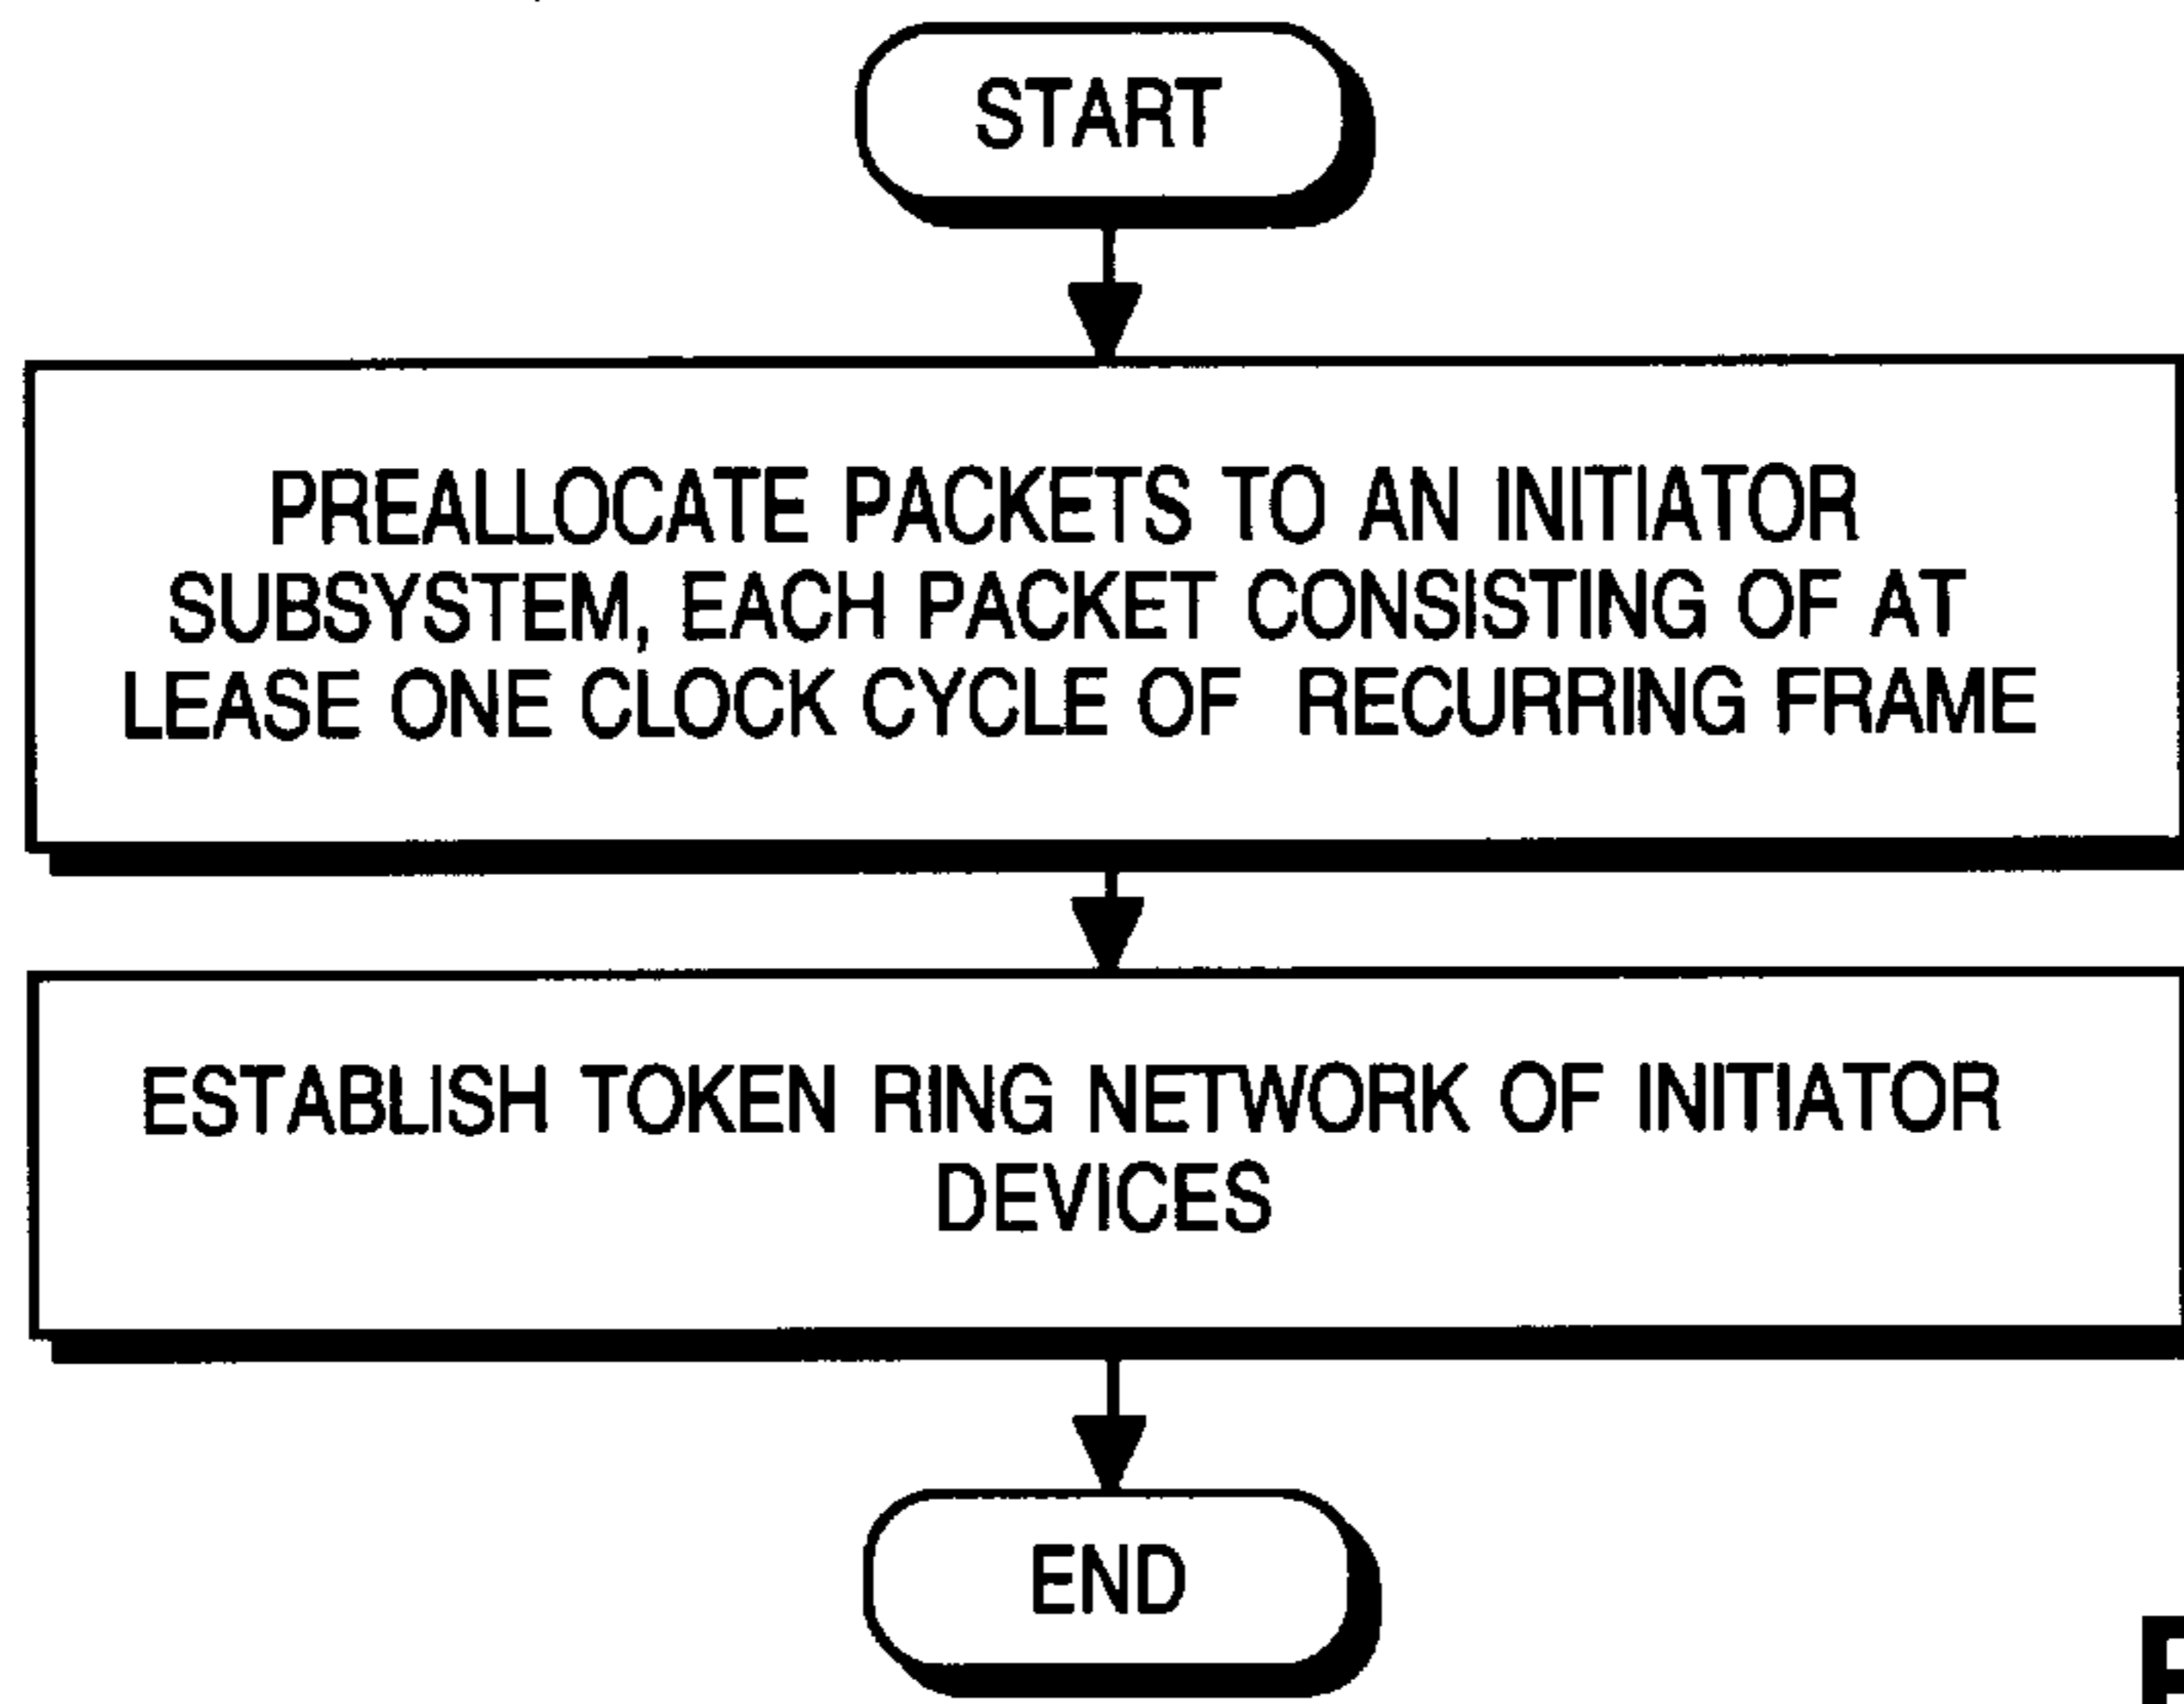 START
PREALLOCATE PACKETS TO AN INITIATOR
SUBSYSTEM, EACH PACKET CONSISTING OF AT
LEASE ONE CLOCK CYCLE OF RECURRING FRAME
ESTABLISH TOKEN RING NETWORK OF INITIATOR
DEVICES
END